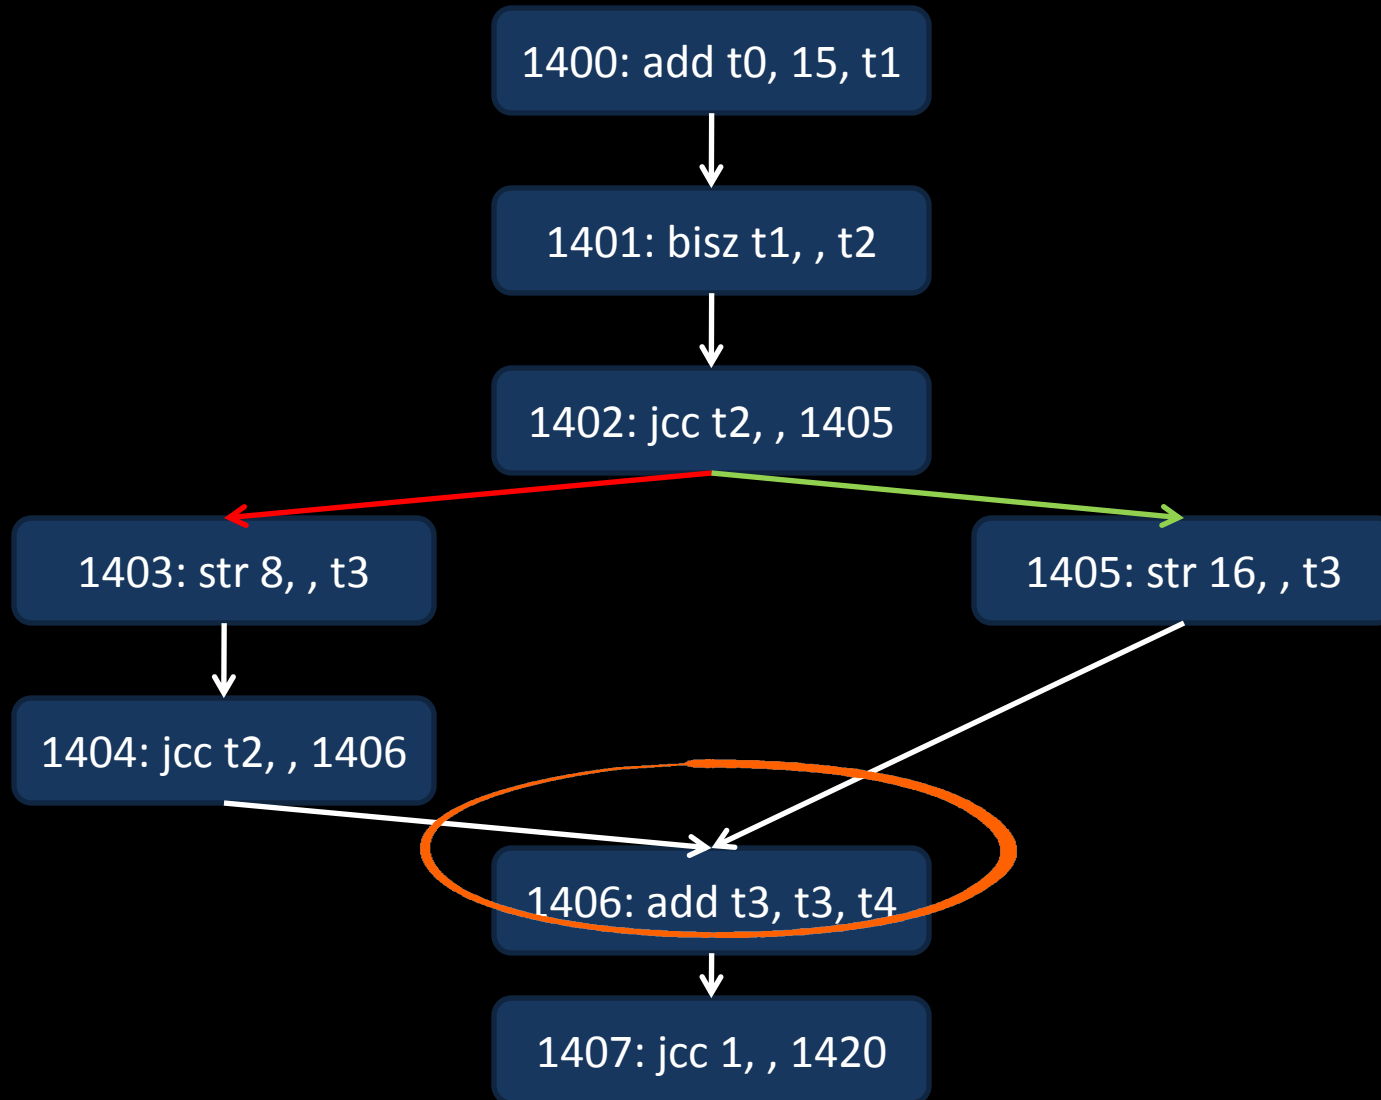 1400: add t0, 15, t1
1401: bisz t1, , t2
1402: jcc t2, , 1405
1403: str 8, , t3
1405: str 16, , t3
1404: jcc t2, , 1406
1406: add t3, t3, t4
1407: jcc 1, , 1420